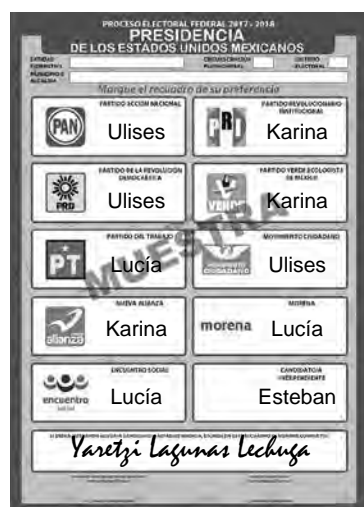 PROCESO ELECTORAL FEDERAL 2017 - 2018
PRESIDENCIA
DE LOS ESTADOS UNIDOS MEXICANOS
Marque el recuadro de su preferencia
PARTIDO ACCIÓN NACIONAL
PAN
Ulises
PARTIDO REVOLUCIONARIO
INSTITUCIONAL
PRI
Karina
PARTIDO DE LA REVOLUCIÓN
DEMOCRÁTICA
PRD
Ulises
PARTIDO VERDE ECOLOGISTA
DE MÉXICO
VERDE
Karina
PARTIDO DEL TRABAJO
PT
Lucía
MOVIMIENTO CIUDADANO
MOVIMIENTO
CIUDADANO
Ulises
MUESTRA
NUEVA ALIANZA
alianza
Karina
MORENA
morena
Lucía
ENCUENTRO SOCIAL
encuentro
social
Lucía
CANDIDATO/A
INDEPENDIENTE
Esteban
Yaretzi Lagunas Lechuga